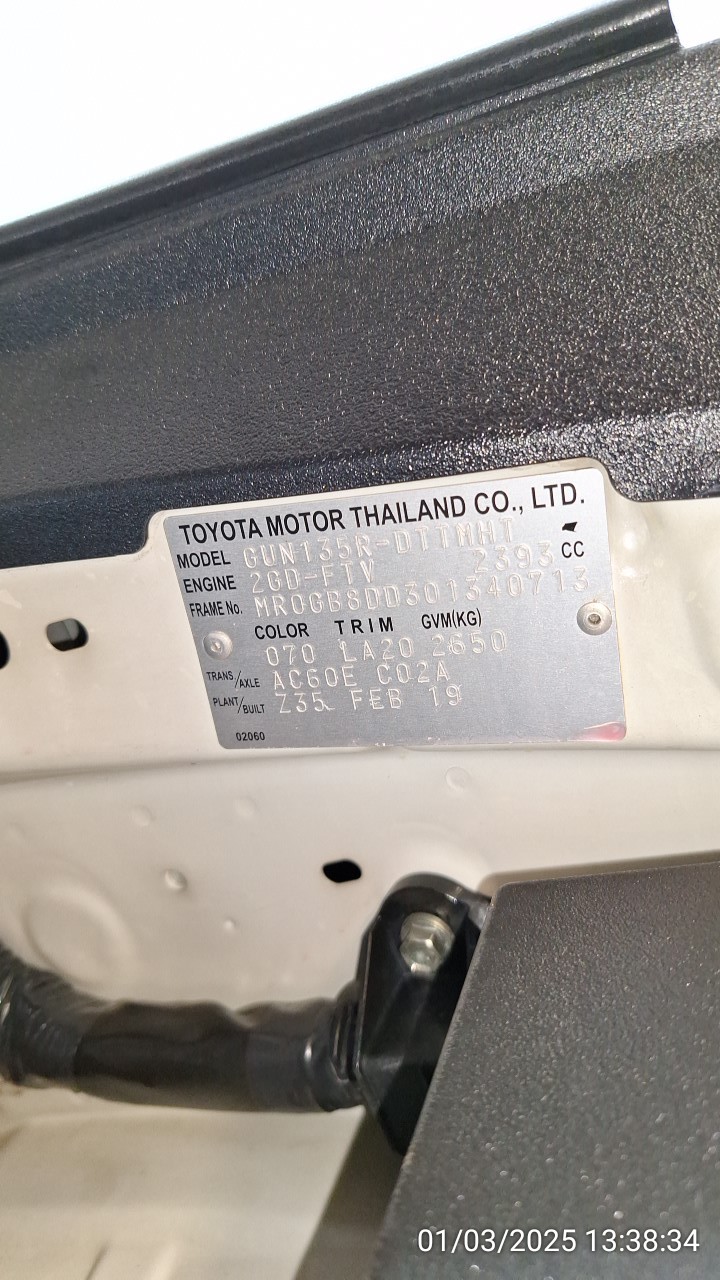 TOYOTA MOTOR THAILAND CO., LTD.
MODEL GUN135R-DTTMHT
ENGINE 2GD-FTV 2393 CC
FRAME No. MR0GB8DD301340713
COLOR TRIM GVM(KG)
070 LA20 2650
TRANS/AXLE AC60E C02A
PLANT/BUILT Z35 FEB 19
02060
01/03/2025 13:38:34